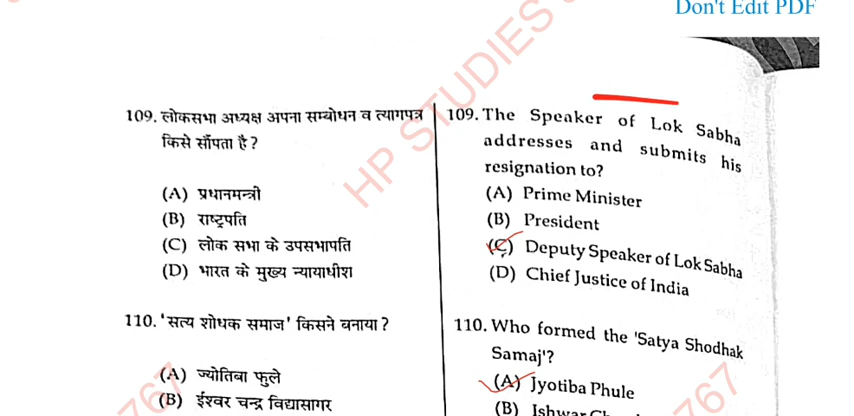 Don't Edit PDF
HP STUDIES
109. लोकसभा अध्यक्ष अपना सम्बोधन व त्यागपत्र
किसे सौंपता है?
(A) प्रधानमन्त्री
(B) राष्ट्रपति
(C) लोक सभा के उपसभापति
(D) भारत के मुख्य न्यायाधीश
110. 'सत्य शोधक समाज' किसने बनाया?
(A) ज्योतिबा फुले
(B) ईश्वर चन्द्र विद्यासागर
109. The Speaker of Lok Sabha
addresses and submits his
resignation to?
(A) Prime Minister
(B) President
(C) Deputy Speaker of Lok Sabha
(D) Chief Justice of India
110. Who formed the 'Satya Shodhak
Samaj'?
(A) Jyotiba Phule
(B)
767
767